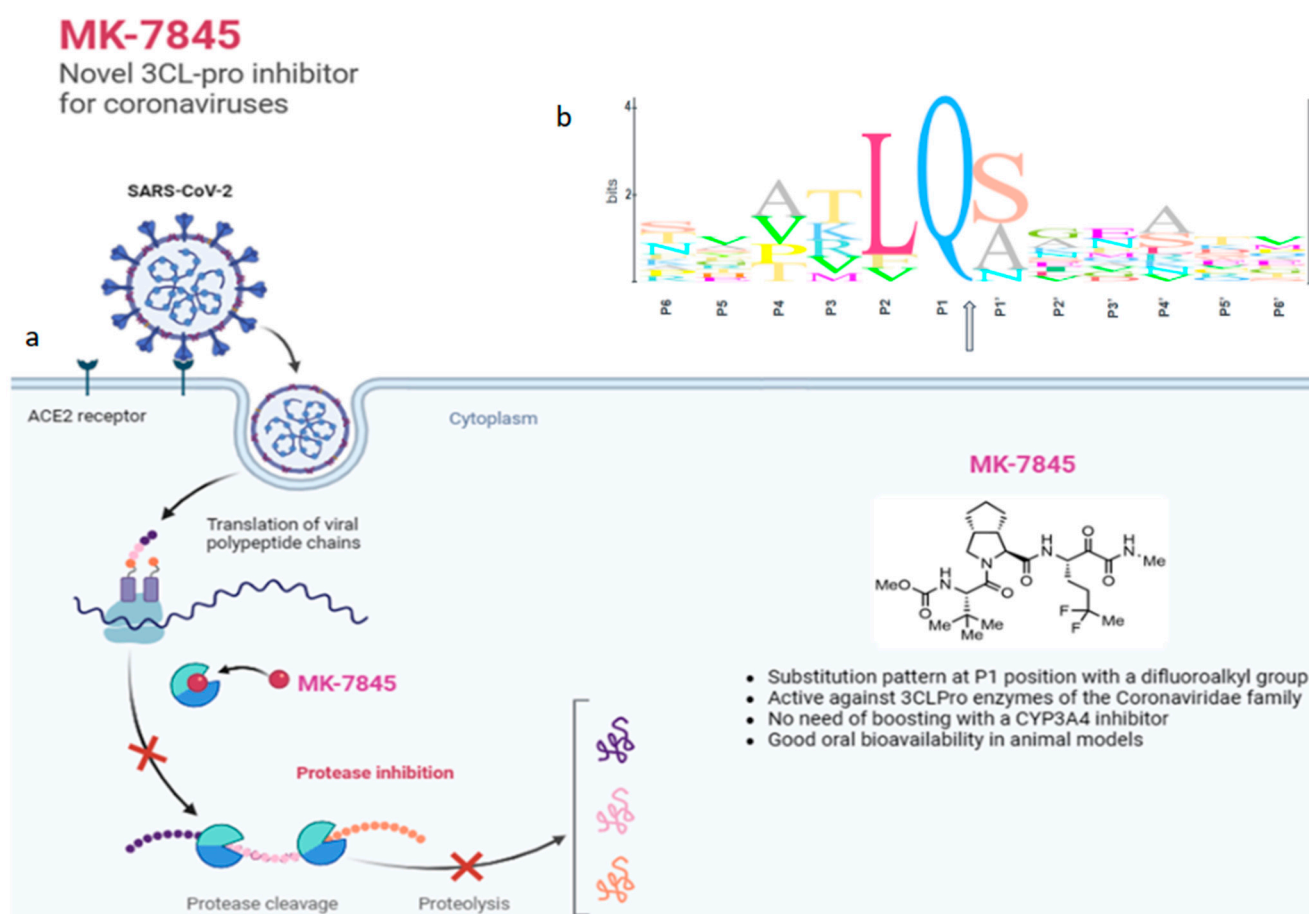 MK-7845
Novel 3CL-pro inhibitor
for coronaviruses
SARS-CoV-2
a
ACE2 receptor
Cytoplasm
Translation of viral
polypeptide chains
MK-7845
Protease inhibition
Protease cleavage
Proteolysis
b
4
2
bits
A
T
L
Q
S
A
P6 P5 P4 P3 P2 P1 P1' P2' P3' P4' P5' P6'
MK-7845
MeO
O
H
N
O
N
O
H
N
O
O
H
N
Me
Me
Me
Me
F
F
Me
• Substitution pattern at P1 position with a difluoroalkyl group
• Active against 3CLPro enzymes of the Coronaviridae family
• No need of boosting with a CYP3A4 inhibitor
• Good oral bioavailability in animal models